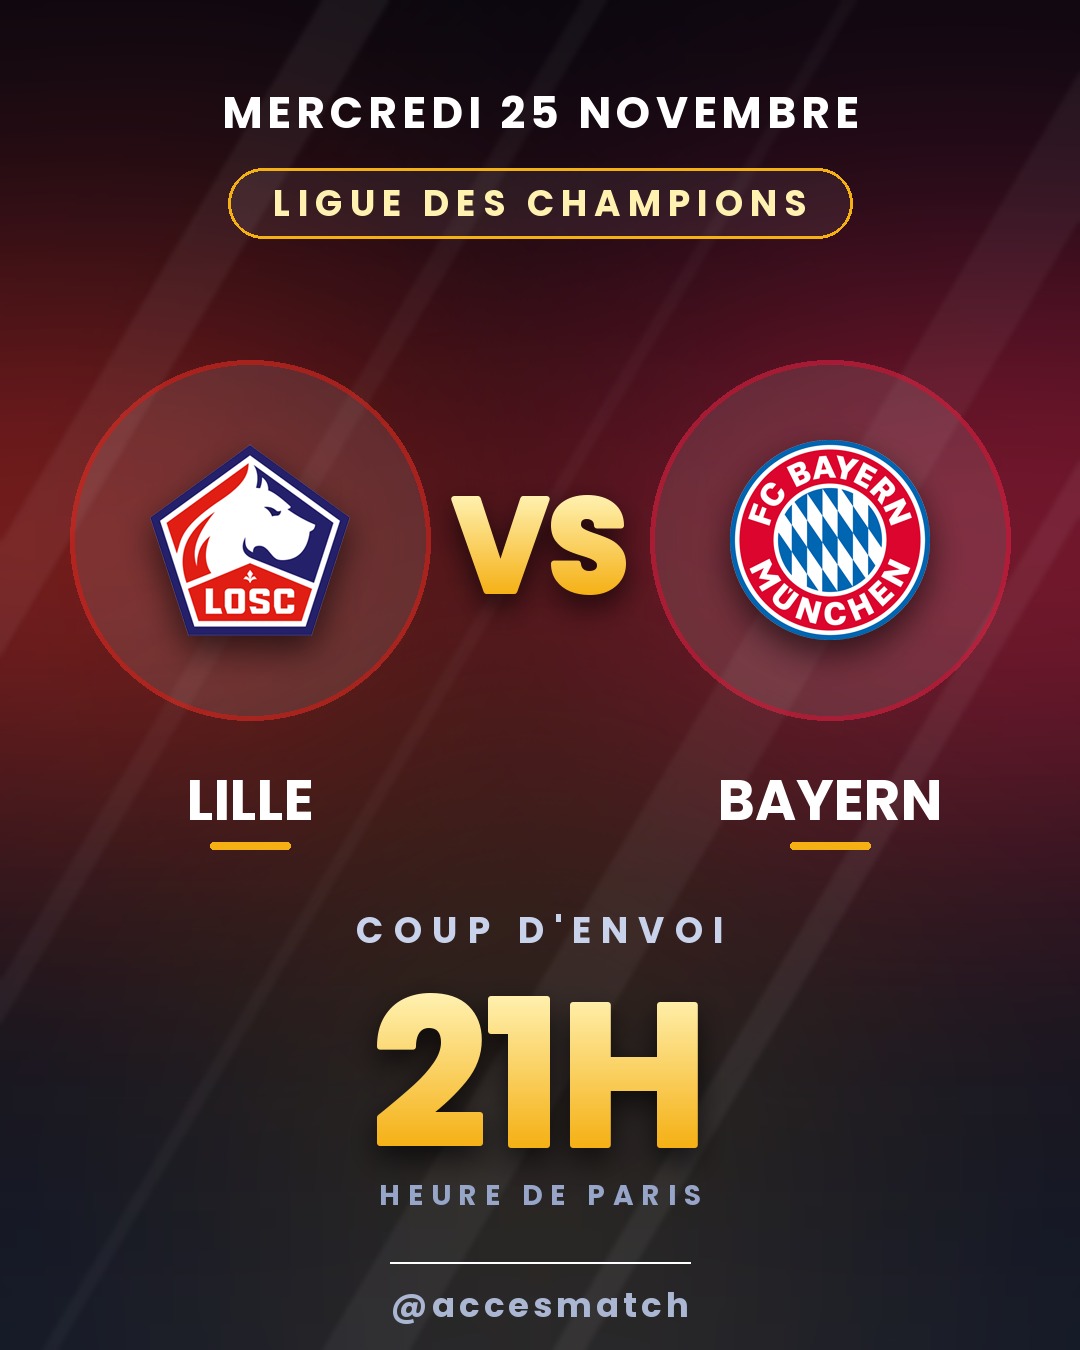 MERCREDI 25 NOVEMBRE
LIGUE DES CHAMPIONS
LOSC
VS
FC BAYERN
MÜNCHEN
LILLE
BAYERN
COUP D'ENVOI
21H
HEURE DE PARIS
@accesmatch